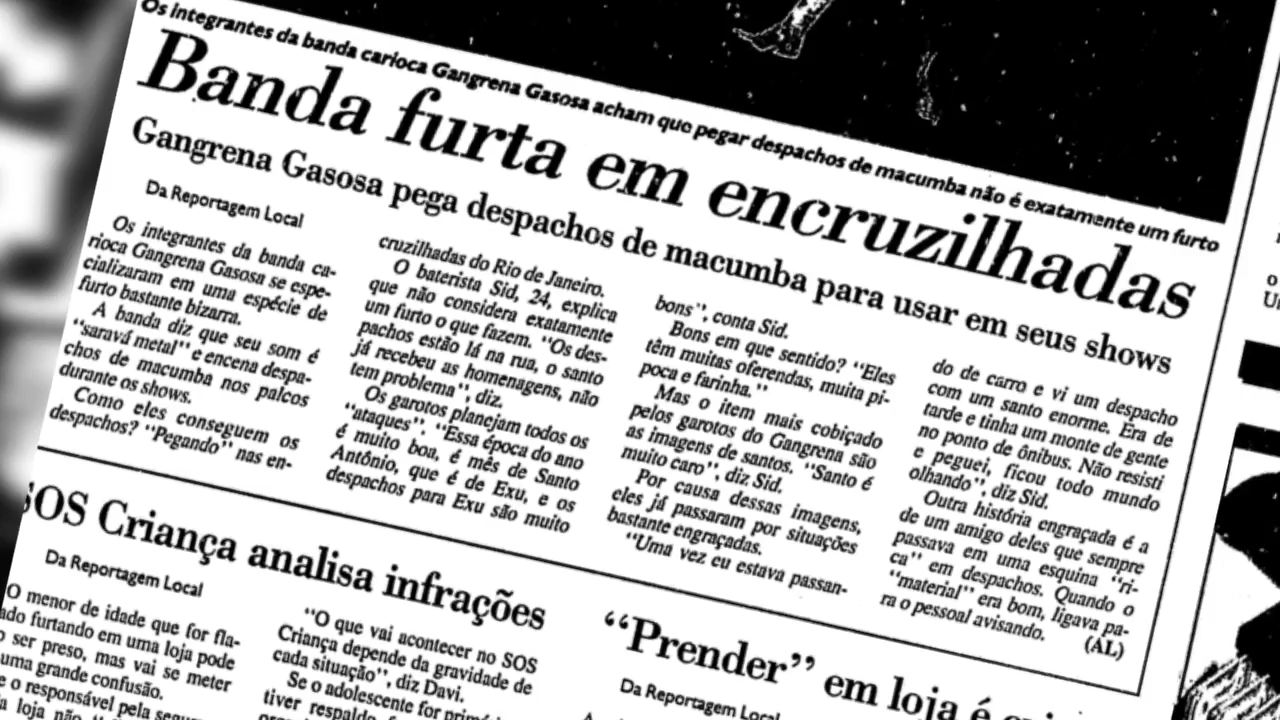 Os integrantes da banda carioca Gangrena Gasosa acham que pegar despachos de macumba não é exatamente um furto
Banda furta em encruzilhadas
Gangrena Gasosa pega despachos de macumba para usar em seus shows
Da Reportagem Local
Os integrantes da banda ca-
rioca Gangrena Gasosa se espe-
cializaram em uma espécie de
furto bastante bizarra.
A banda diz que seu som é
“saravá metal” e encena despa-
chos de macumba nos palcos
durante os shows.
Como eles conseguem os
despachos? “Pegando” nas en-
cruzilhadas do Rio de Janeiro.
O baterista Sid, 24, explica
que não considera exatamente
um furto o que fazem. “Os des-
pachos estão lá na rua, o santo
já recebeu as homenagens, não
tem problema”, diz.
Os garotos planejam todos os
“ataques”. “Essa época do ano
é muito boa, é mês de Santo
Antônio, que é de Exu, e os
despachos para Exu são muito
bons”, conta Sid.
Bons em que sentido? “Eles
têm muitas oferendas, muita pi-
poca e farinha.”
Mas o item mais cobiçado
pelos garotos do Gangrena são
as imagens de santos. “Santo é
muito caro”, diz Sid.
Por causa dessas imagens,
eles já passaram por situações
bastante engraçadas.
“Uma vez eu estava passan-
do de carro e vi um despacho
com um santo enorme. Era de
tarde e tinha um monte de gente
no ponto de ônibus. Não resisti
e peguei, ficou todo mundo
olhando”, diz Sid.
Outra história engraçada é a
de um amigo deles que sempre
passava em uma esquina “ri-
ca” em despachos. Quando o
“material” era bom, ligava pa-
ra o pessoal avisando.
(AL)
SOS Criança analisa infrações
Da Reportagem Local
O menor de idade que for fla-
ado furtando em uma loja pode
ser preso, mas vai se meter
uma grande confusão.
e o responsável pela segu
loja não
“O que vai acontecer no SOS
Criança depende da gravidade de
cada situação”, diz Davi.
Se o adolescente for primá
tiver respaldo
“Prender” em loja é
Da Reportagem Local